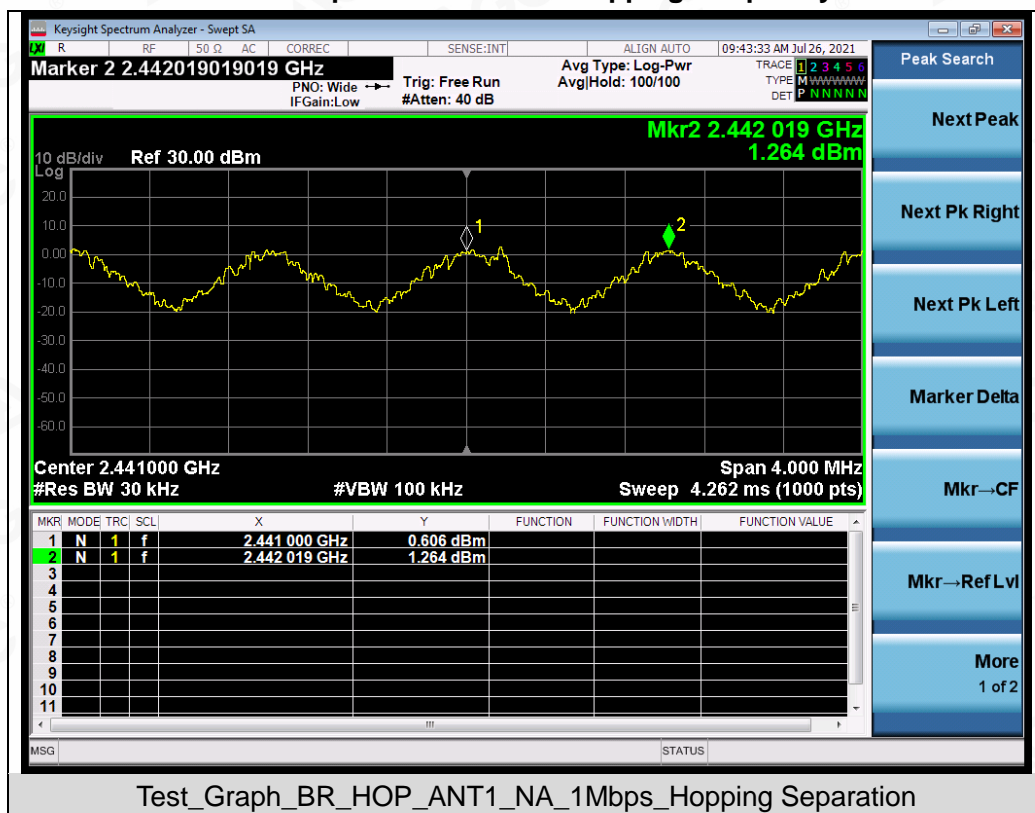 Keysight Spectrum Analyzer - Swept SA
LXI R RF 50 Ω AC CORREC SENSE:INT ALIGN AUTO 09:43:33 AM Jul 26, 2021
Marker 2 2.442019019019 GHz
PNO: Wide
IFGain:Low
Trig: Free Run
#Atten: 40 dB
Avg Type: Log-Pwr
Avg|Hold: 100/100
TRACE 1 2 3 4 5 6
TYPE M WWWWW
DET P N N N N N
Mkr2 2.442 019 GHz
1.264 dBm
10 dB/div Ref 30.00 dBm
Log
20.0
10.0
0.00
-10.0
-20.0
-30.0
-40.0
-50.0
-60.0
1
2
Center 2.441000 GHz Span 4.000 MHz
#Res BW 30 kHz #VBW 100 kHz Sweep 4.262 ms (1000 pts)
MKR MODE TRC SCL X Y FUNCTION FUNCTION WIDTH FUNCTION VALUE
1 N 1 f 2.441 000 GHz 0.606 dBm
2 N 1 f 2.442 019 GHz 1.264 dBm
3
4
5
6
7
8
9
10
11
MSG STATUS
Peak Search
Next Peak
Next Pk Right
Next Pk Left
Marker Delta
Mkr→CF
Mkr→Ref Lvl
More
1 of 2
Test_Graph_BR_HOP_ANT1_NA_1Mbps_Hopping Separation